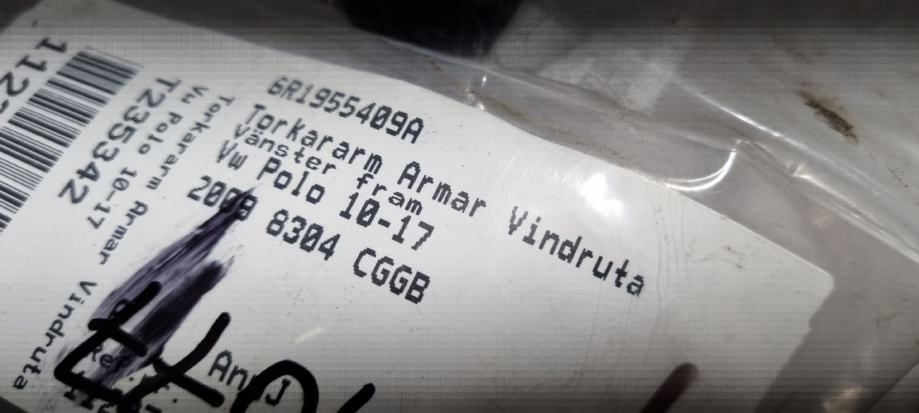 6R1955409A
Torkararm Armar Vindruta
vänster fram
Vw Polo 10-17
2009 8304 CGGB
Torkararm Armar Vindruta
Vw Polo 10-17
T235342